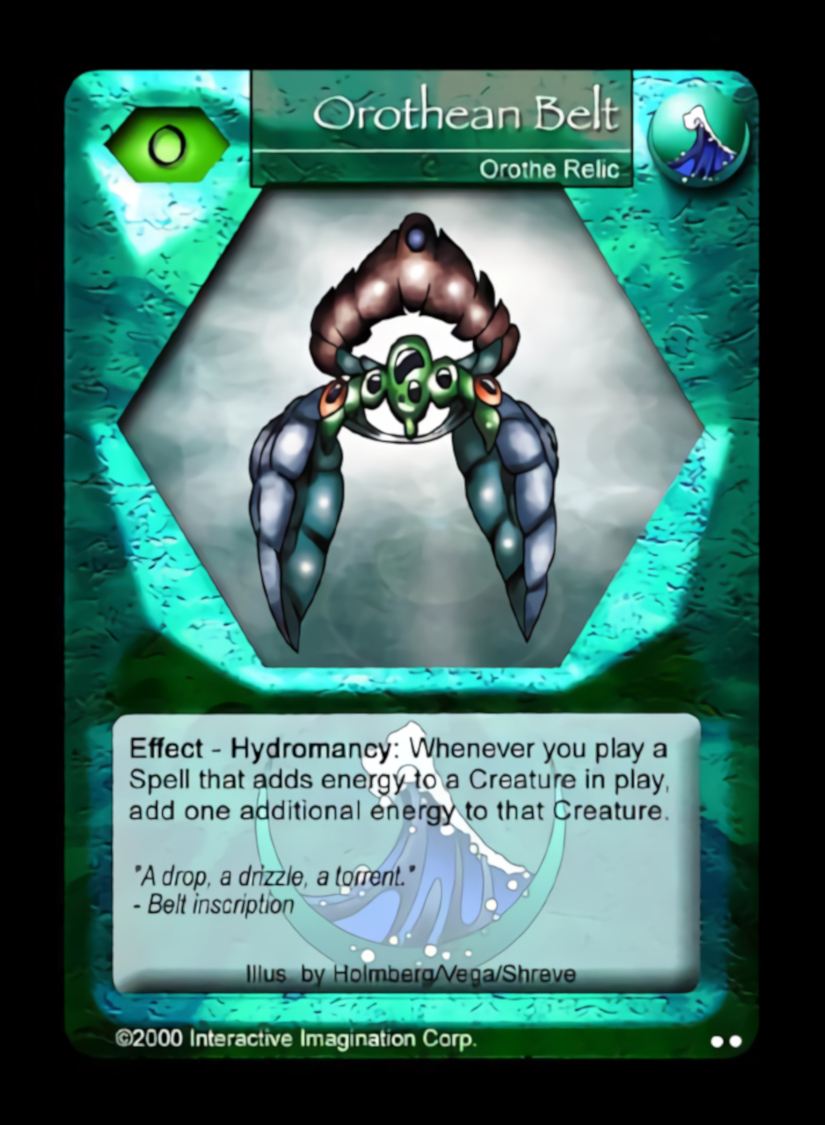 0
Orothean Belt
Orothe Relic
Effect - Hydromancy: Whenever you play a
Spell that adds energy to a Creature in play,
add one additional energy to that Creature.
"A drop, a drizzle, a torrent."
- Belt inscription
Illus. by Holmberg/Vega/Shreve
©2000 Interactive Imagination Corp.